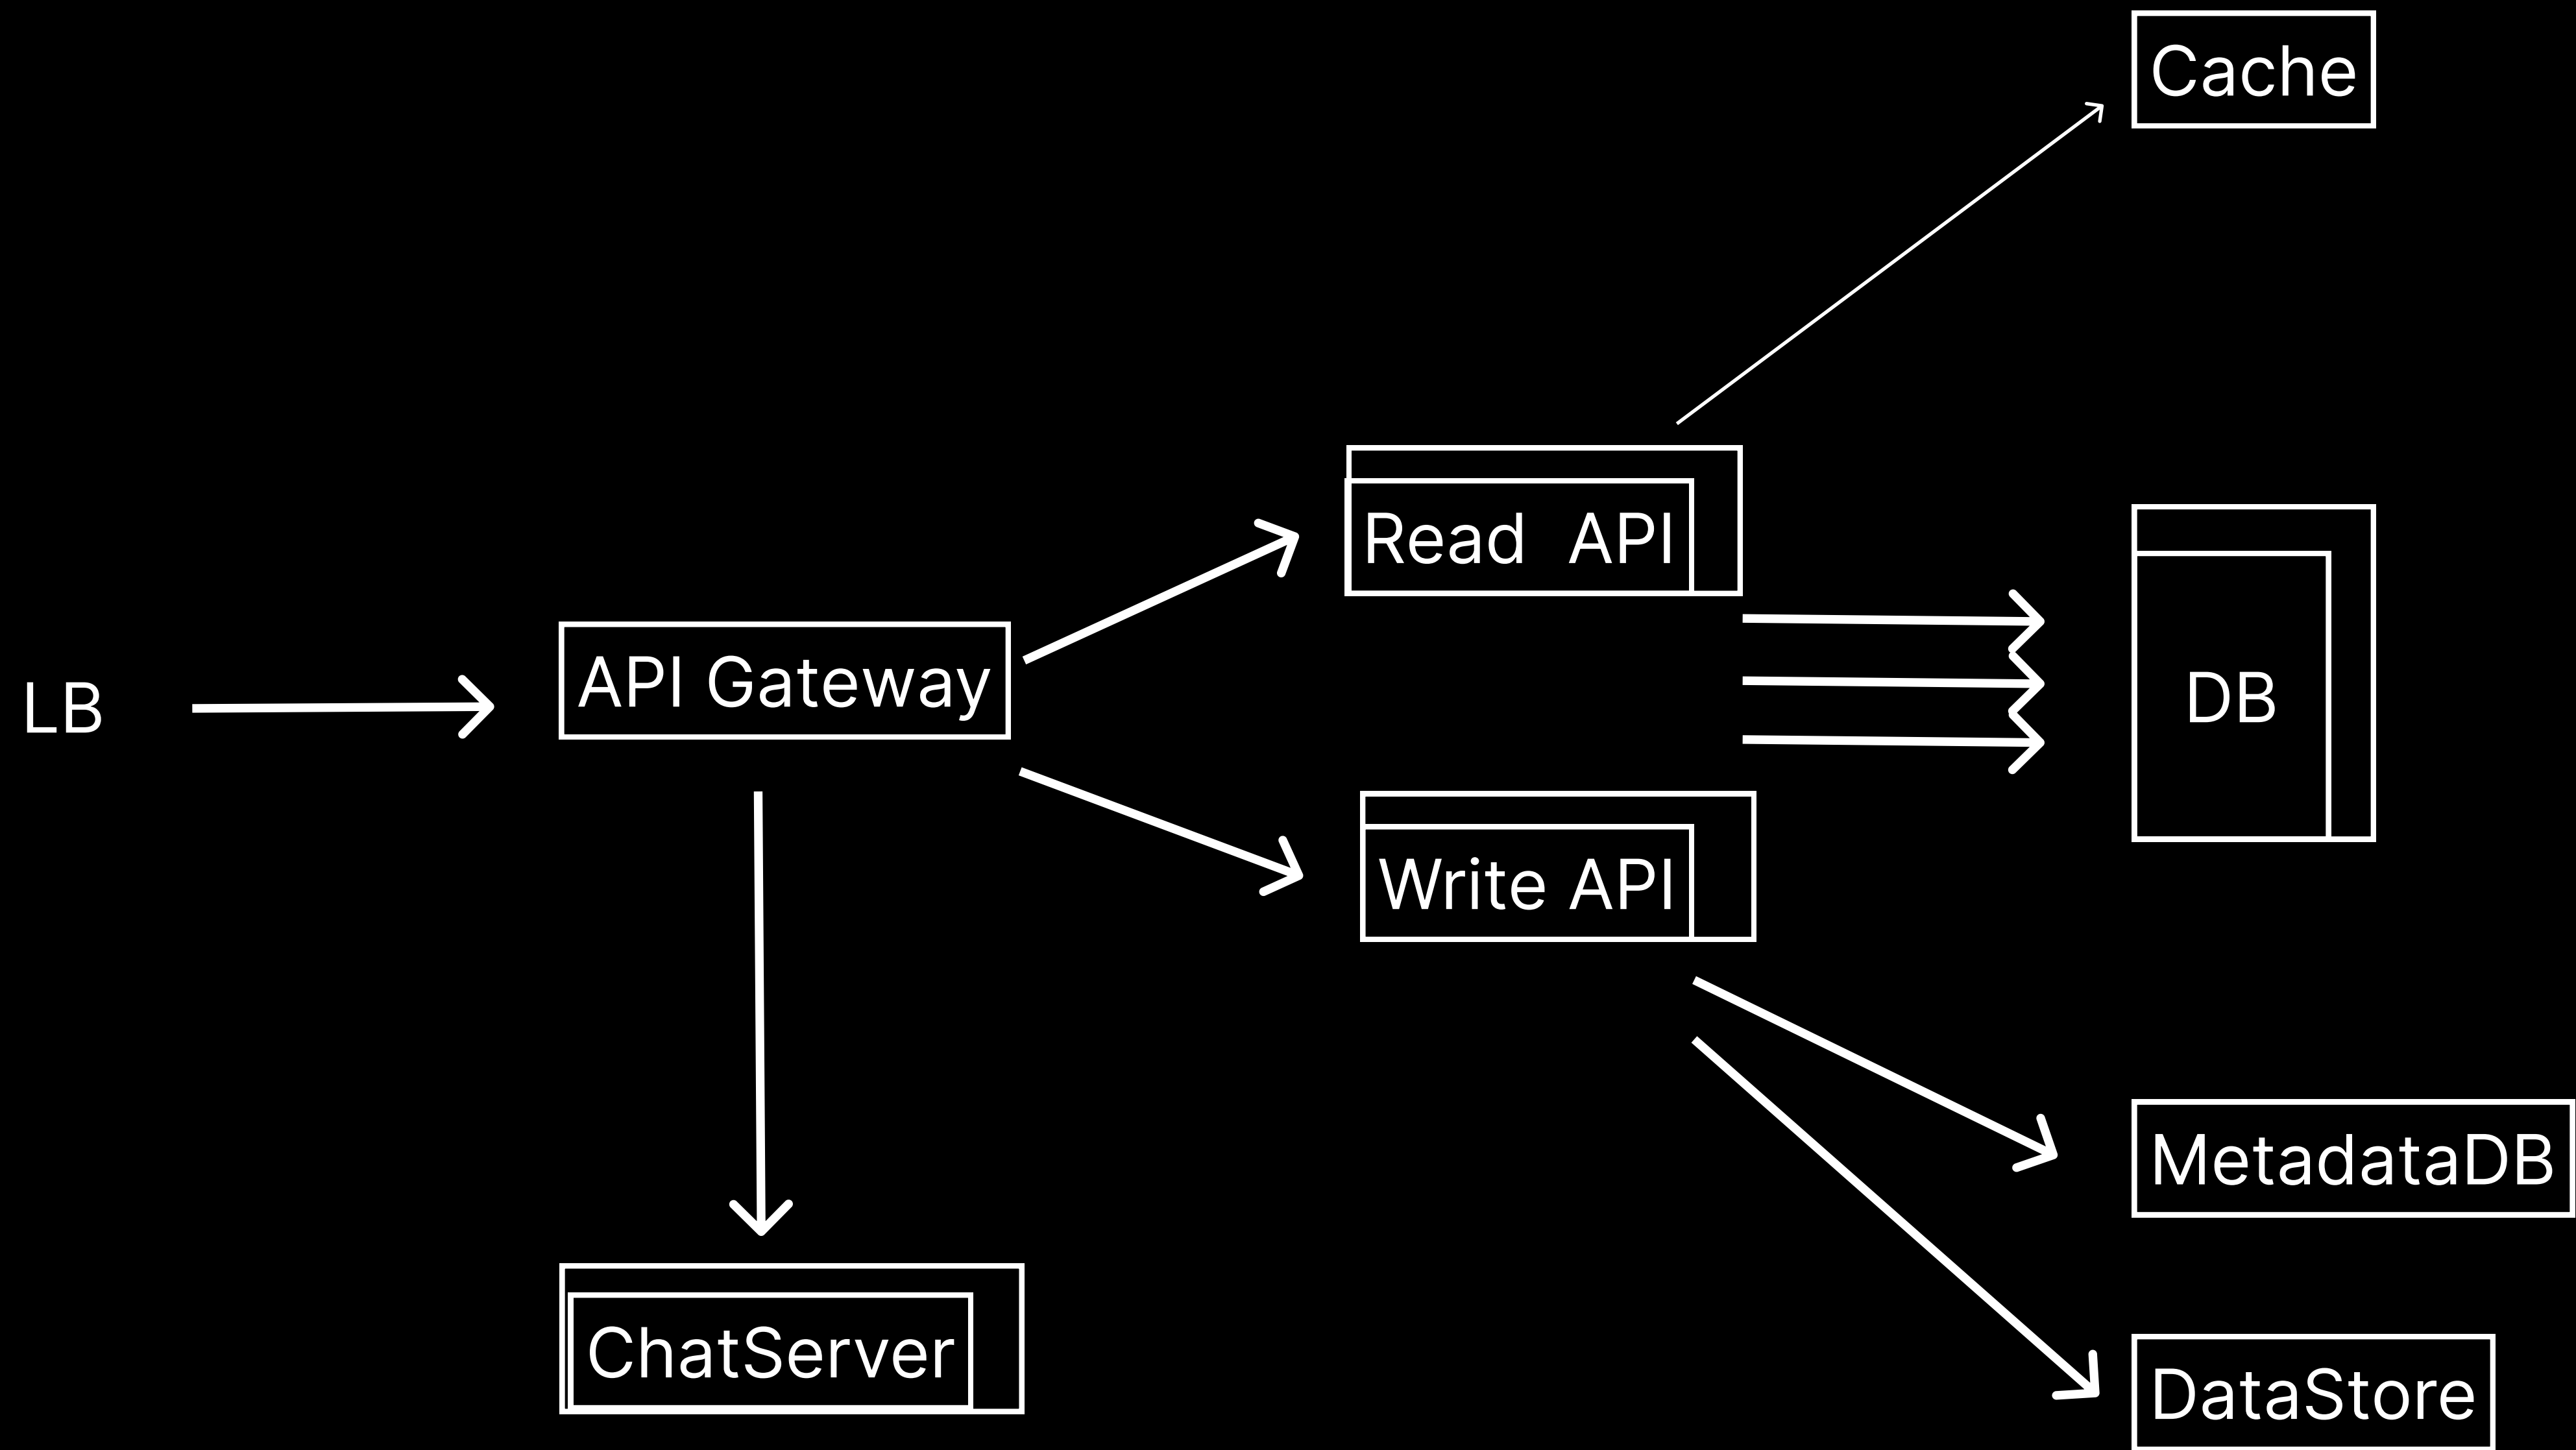 Cache
Read  API
API Gateway
LB
DB
Write API
MetadataDB
ChatServer
DataStore